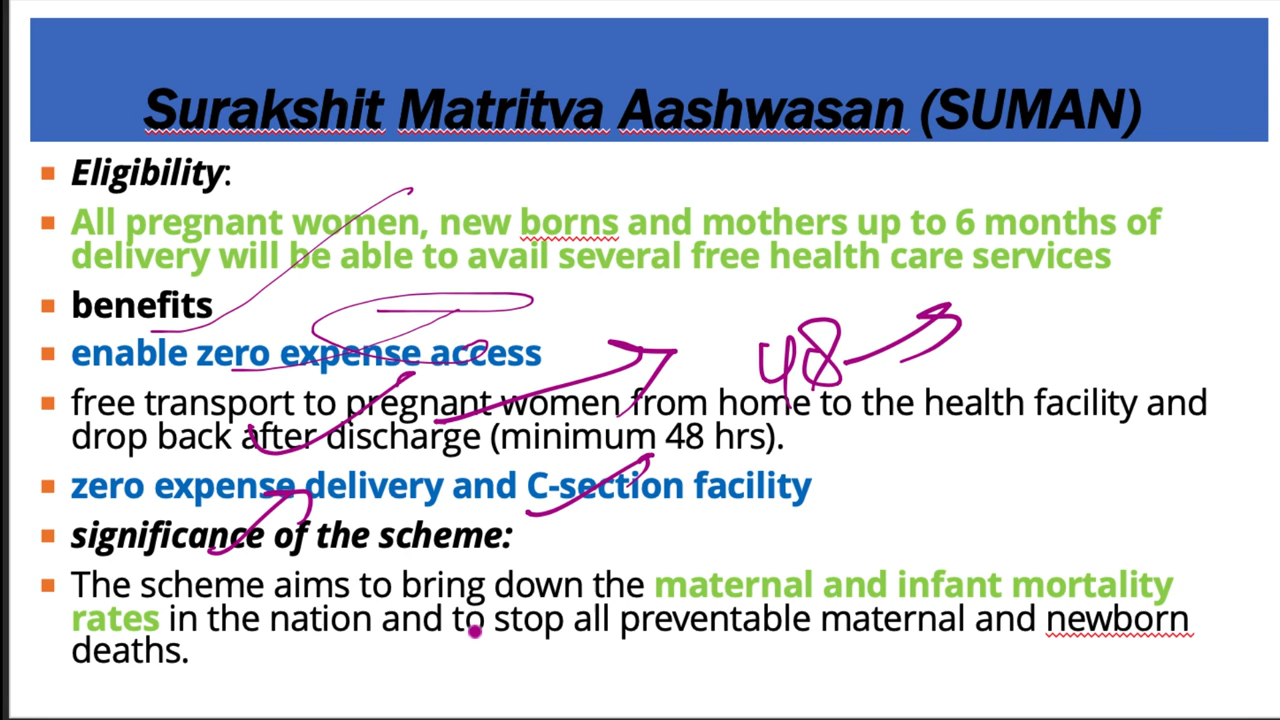 Surakshit Matritva Aashwasan (SUMAN)
Eligibility:
All pregnant women, new borns and mothers up to 6 months of
delivery will be able to avail several free health care services
benefits
enable zero expense access
48
free transport to pregnant women from home to the health facility and
drop back after discharge (minimum 48 hrs).
zero expense delivery and C-section facility
significance of the scheme:
The scheme aims to bring down the maternal and infant mortality
rates in the nation and to stop all preventable maternal and newborn
deaths.